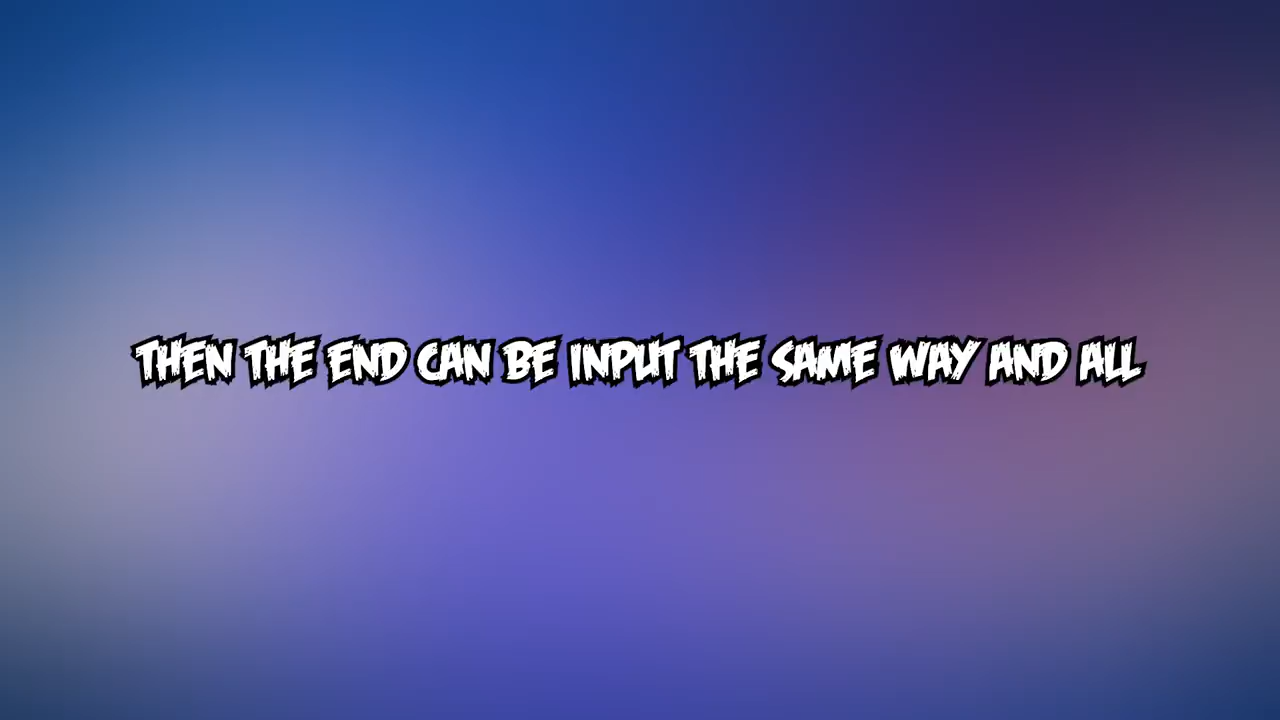 THEN THE END CAN BE INPUT THE SAME WAY AND ALL